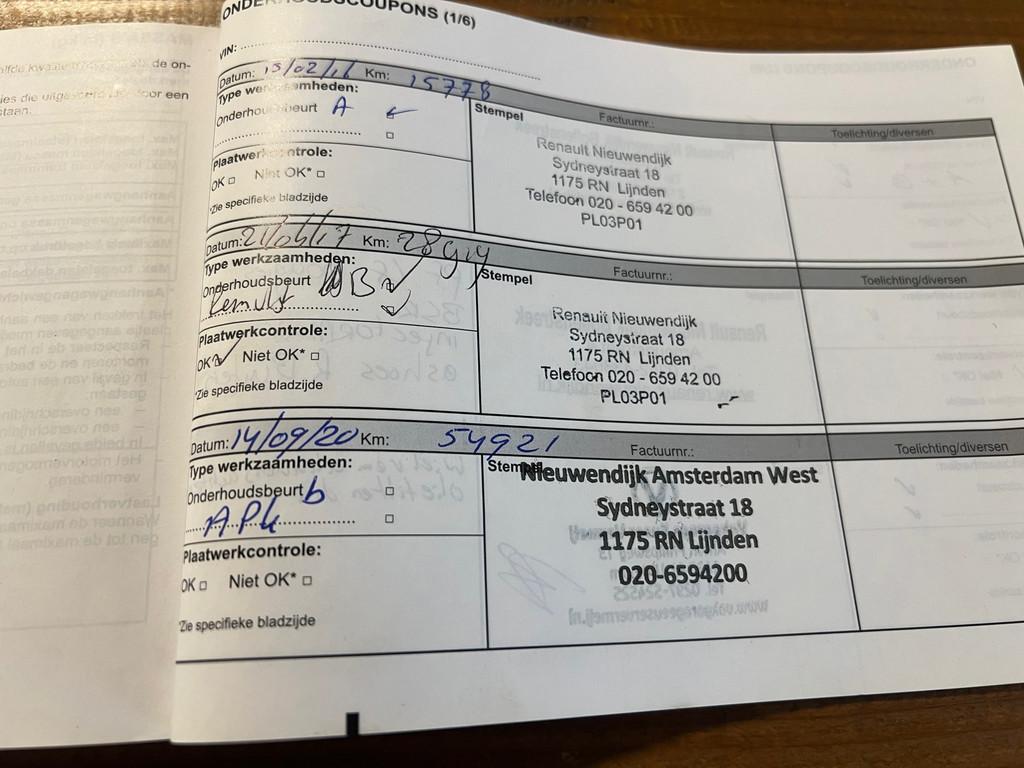 ONDERHOUDSCOUPONS (1/6)
VIN:
Datum: 15/02/ Km: 15778
Type werkzaamheden:
Onderhoudsbeurt A
Plaatwerkcontrole:
OK □ Niet OK* □
*Zie specifieke bladzijde
Stempel
Factuurnr.:
Toelichting/diversen
Renault Nieuwendijk
Sydneystraat 18
1175 RN Lijnden
Telefoon 020 - 659 42 00
PL03P01
Datum: Km:
Type werkzaamheden:
Onderhoudsbeurt B
Plaatwerkcontrole:
OK Niet OK* □
*Zie specifieke bladzijde
Stempel
Factuurnr.:
Toelichting/diversen
Renault Nieuwendijk
Sydneystraat 18
1175 RN Lijnden
Telefoon 020 - 659 42 00
PL03P01
Datum: 14/09/20 Km: 54921
Type werkzaamheden:
Onderhoudsbeurt b □
APk □
Plaatwerkcontrole:
OK □ Niet OK* □
*Zie specifieke bladzijde
Stempel
Factuurnr.:
Toelichting/diversen
Nieuwendijk Amsterdam West
Sydneystraat 18
1175 RN Lijnden
020-6594200